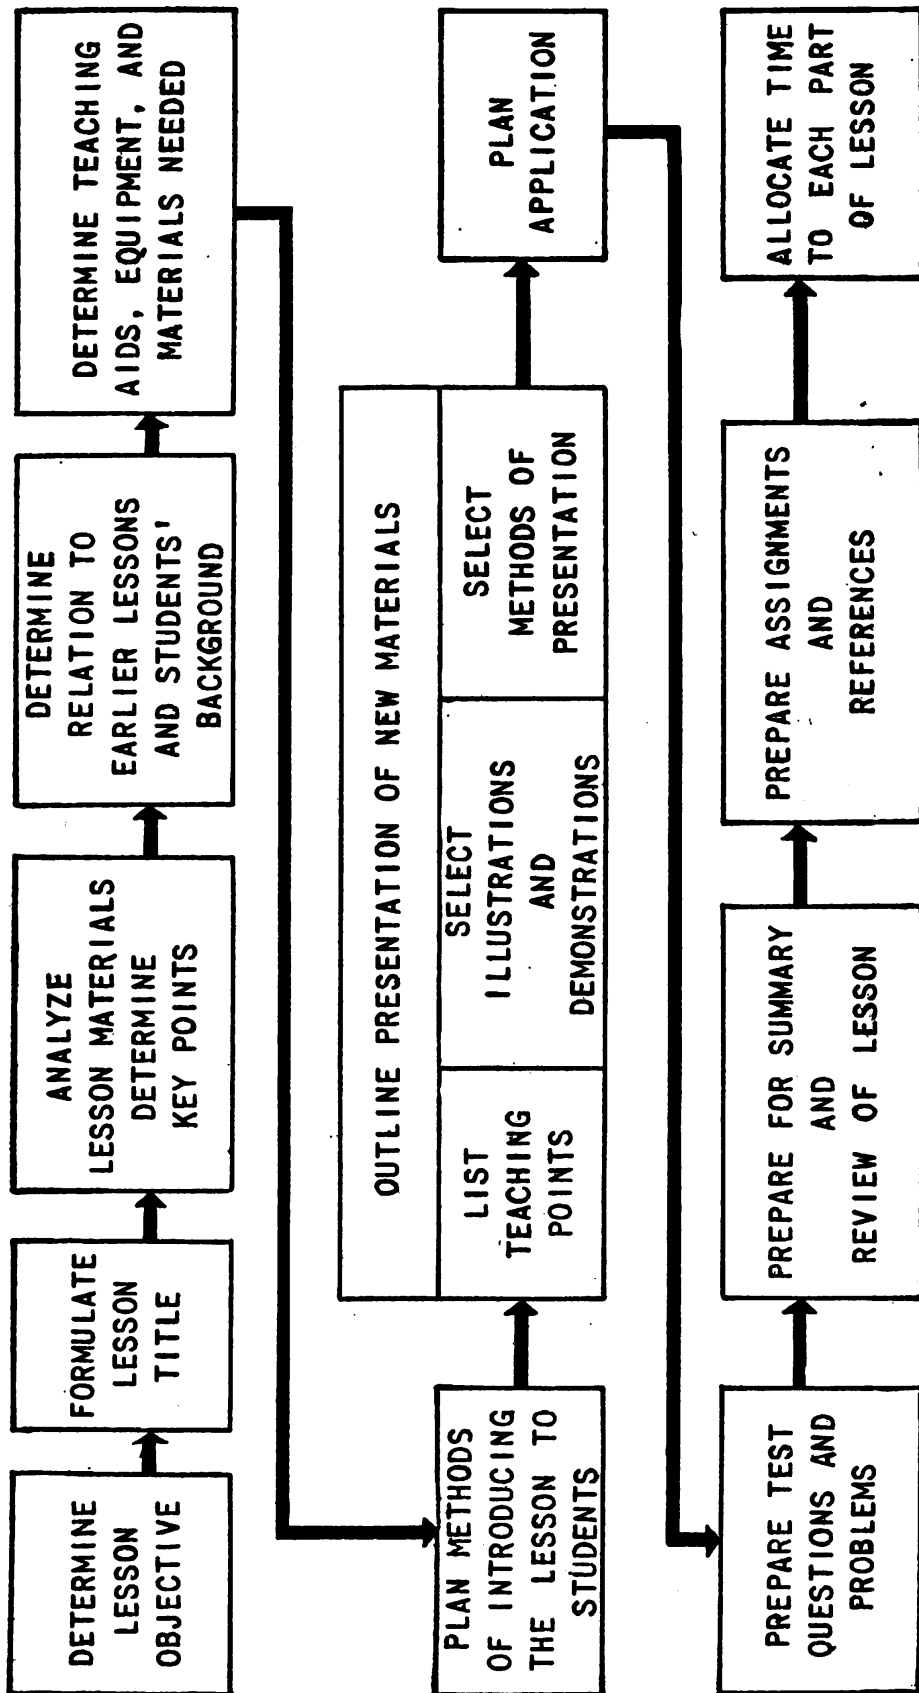 DETERMINE
LESSON
OBJECTIVE
FORMULATE
LESSON
TITLE
ANALYZE
LESSON MATERIALS
DETERMINE
KEY POINTS
DETERMINE
RELATION TO
EARLIER LESSONS
AND STUDENTS'
BACKGROUND
DETERMINE TEACHING
AIDS, EQUIPMENT, AND
MATERIALS NEEDED
PLAN METHODS
OF INTRODUCING
THE LESSON TO
STUDENTS
OUTLINE PRESENTATION OF NEW MATERIALS
LIST
TEACHING
POINTS
SELECT
ILLUSTRATIONS
AND
DEMONSTRATIONS
SELECT
METHODS OF
PRESENTATION
PLAN
APPLICATION
PREPARE TEST
QUESTIONS AND
PROBLEMS
PREPARE FOR SUMMARY
AND
REVIEW OF LESSON
PREPARE ASSIGNMENTS
AND
REFERENCES
ALLOCATE TIME
TO EACH PART
OF LESSON